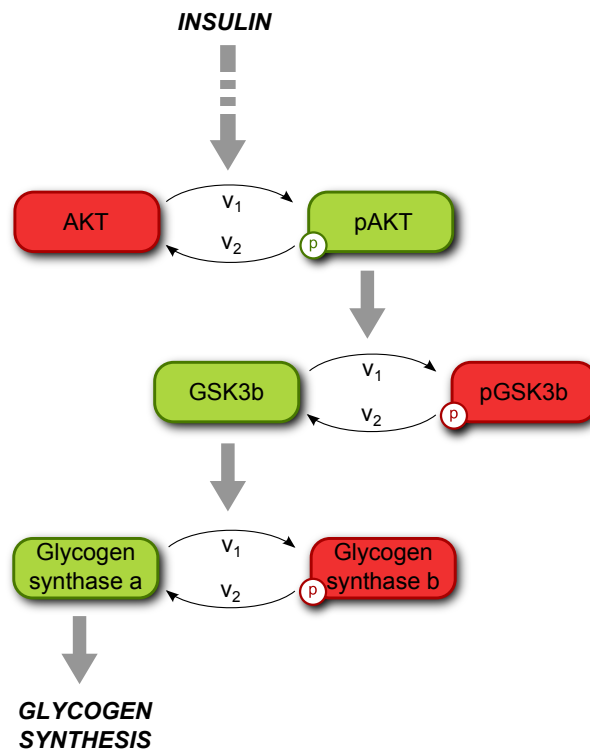 INSULIN
AKT
v1
v2
pAKT
p
GSK3b
v1
v2
pGSK3b
p
Glycogen
synthase a
v1
v2
Glycogen
synthase b
p
GLYCOGEN
SYNTHESIS